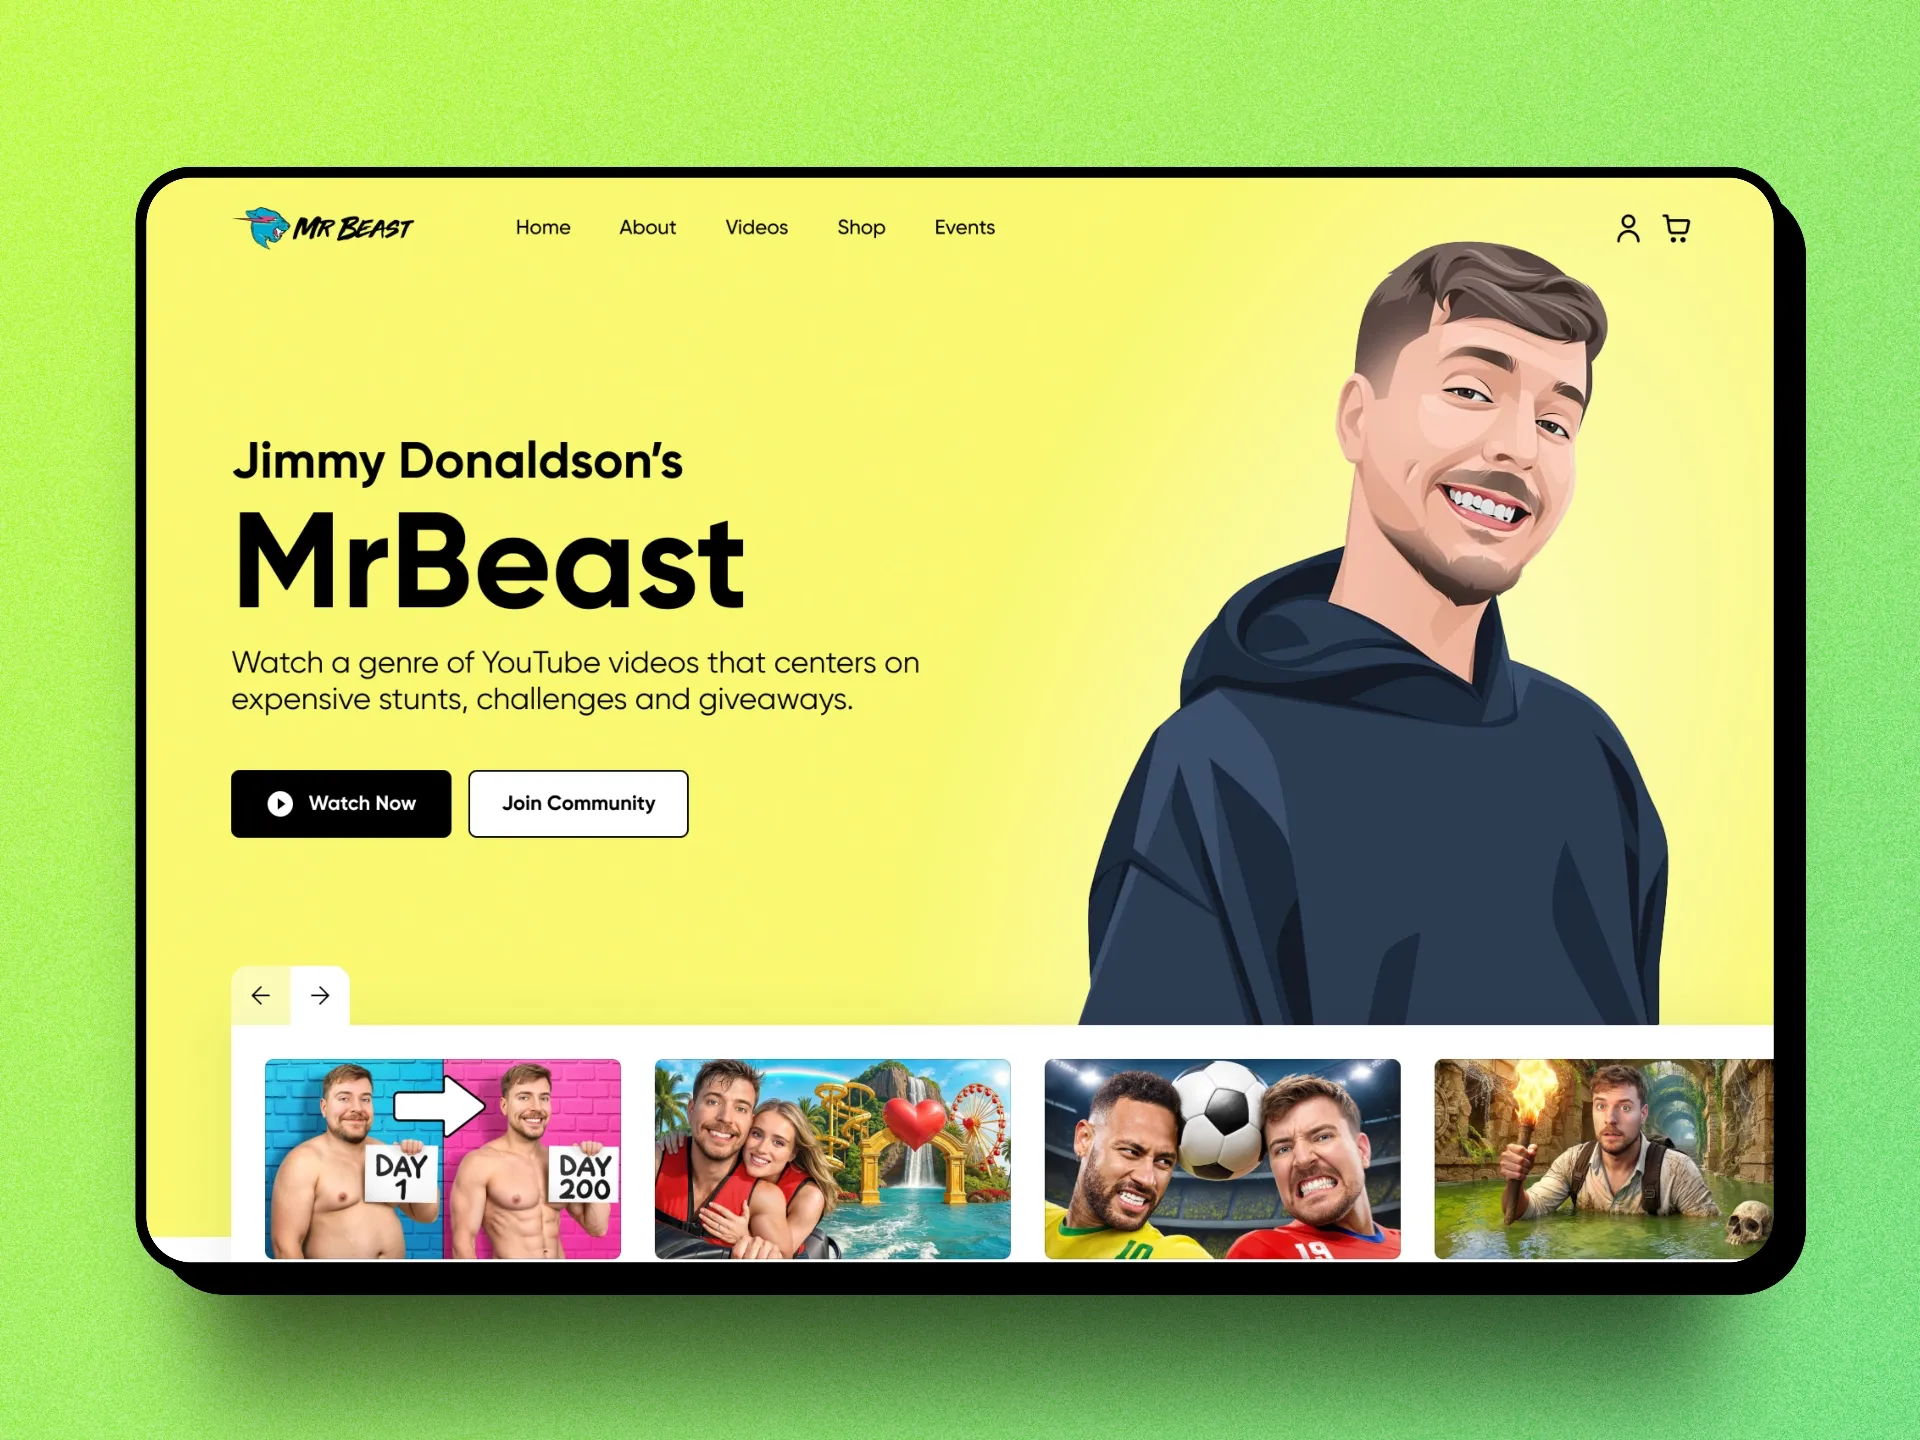 MR BEAST
Home
About
Videos
Shop
Events
Jimmy Donaldson’s
MrBeast
Watch a genre of YouTube videos that centers on
expensive stunts, challenges and giveaways.
Watch Now
Join Community
DAY
1
DAY
200
10
19